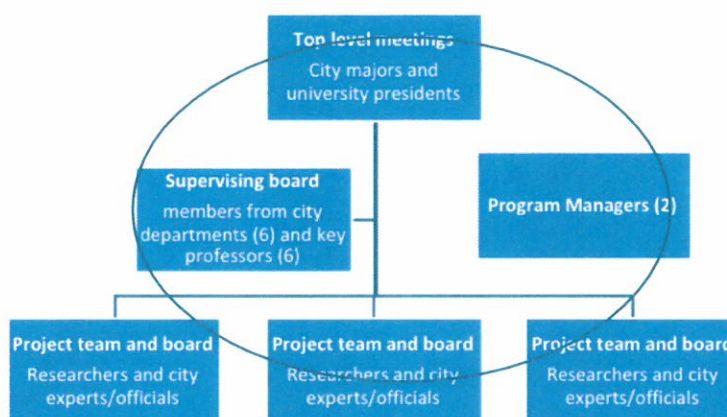 Top level meetings
City majors and
university presidents
Supervising board
members from city
departments (6) and key
professors (6)
Program Managers (2)
Project team and board
Researchers and city
experts/officials
Project team and board
Researchers and city
experts/officials
Project team and board
Researchers and city
experts/officials